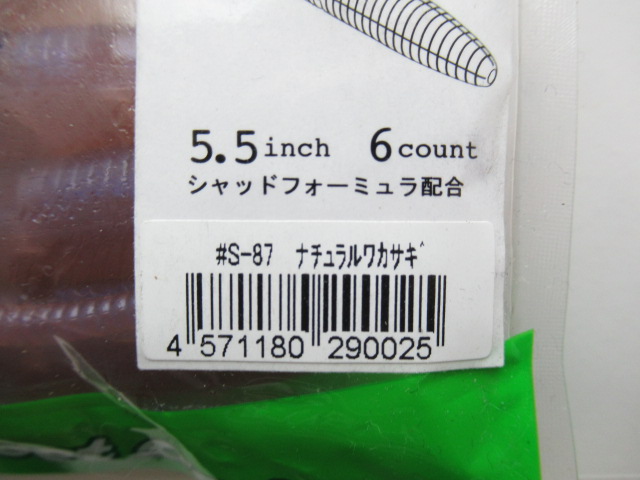 5.5inch 6count
シャッドフォーミュラ配合
#S-87 ﾅﾁｭﾗﾙﾜｶｻｷﾞ
4 571180 290025